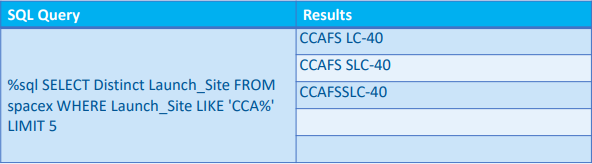 SQL Query
Results
%sql SELECT Distinct Launch_Site FROM
spacex WHERE Launch_Site LIKE 'CCA%'
LIMIT 5
CCAFS LC-40
CCAFS SLC-40
CCAFSSLC-40